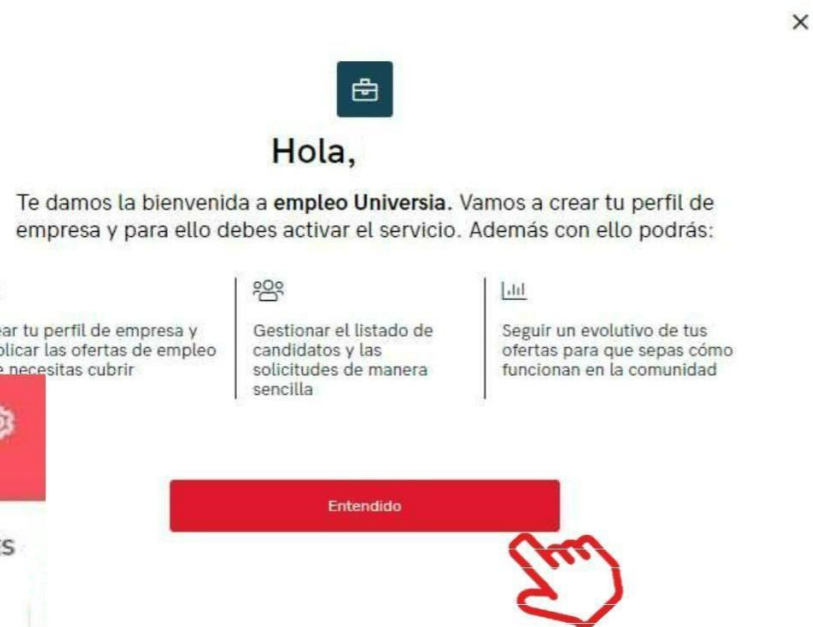 Hola,
Te damos la bienvenida a empleo Universia. Vamos a crear tu perfil de
empresa y para ello debes activar el servicio. Además con ello podrás:
tu perfil de empresa y
las ofertas de empleo
necesitas cubrir
Gestionar el listado de
candidatos y las
solicitudes de manera
sencilla
Seguir un evolutivo de tus
ofertas para que sepas cómo
funcionan en la comunidad
Entendido